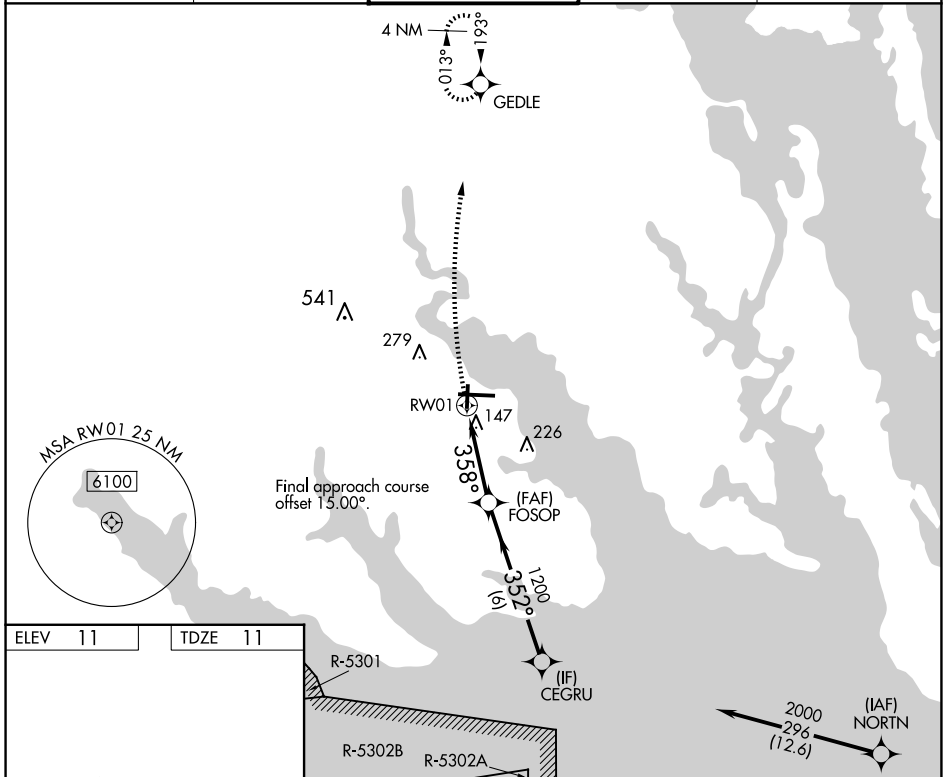 4 NM
193°
013°
GEDLE
541
279
RW01
147
226
MSA RW01 25 NM
6100
358°
Final approach course
offset 15.00°.
(FAF)
FOSOP
1200
352°
(6)
ELEV 11
TDZE 11
R-5301
(IF)
CEGRU
2000
296
(12.6)
(IAF)
NORTN
R-5302B
R-5302A